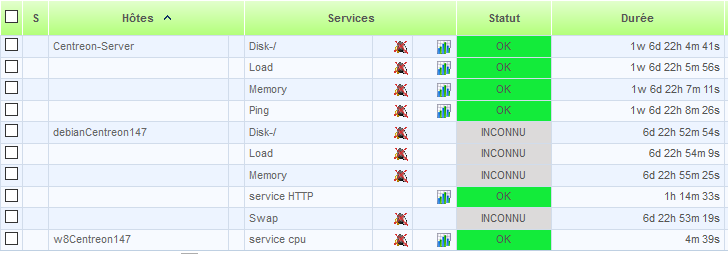 S Hôtes Services Statut Durée
Centreon-Server Disk-/ OK 1w 6d 22h 4m 41s
Load OK 1w 6d 22h 5m 56s
Memory OK 1w 6d 22h 7m 11s
Ping OK 1w 6d 22h 8m 26s
debianCentreon147 Disk-/ INCONNU 6d 22h 52m 54s
Load INCONNU 6d 22h 54m 9s
Memory INCONNU 6d 22h 55m 25s
service HTTP OK 1h 14m 33s
Swap INCONNU 6d 22h 53m 19s
w8Centreon147 service cpu OK 4m 39s